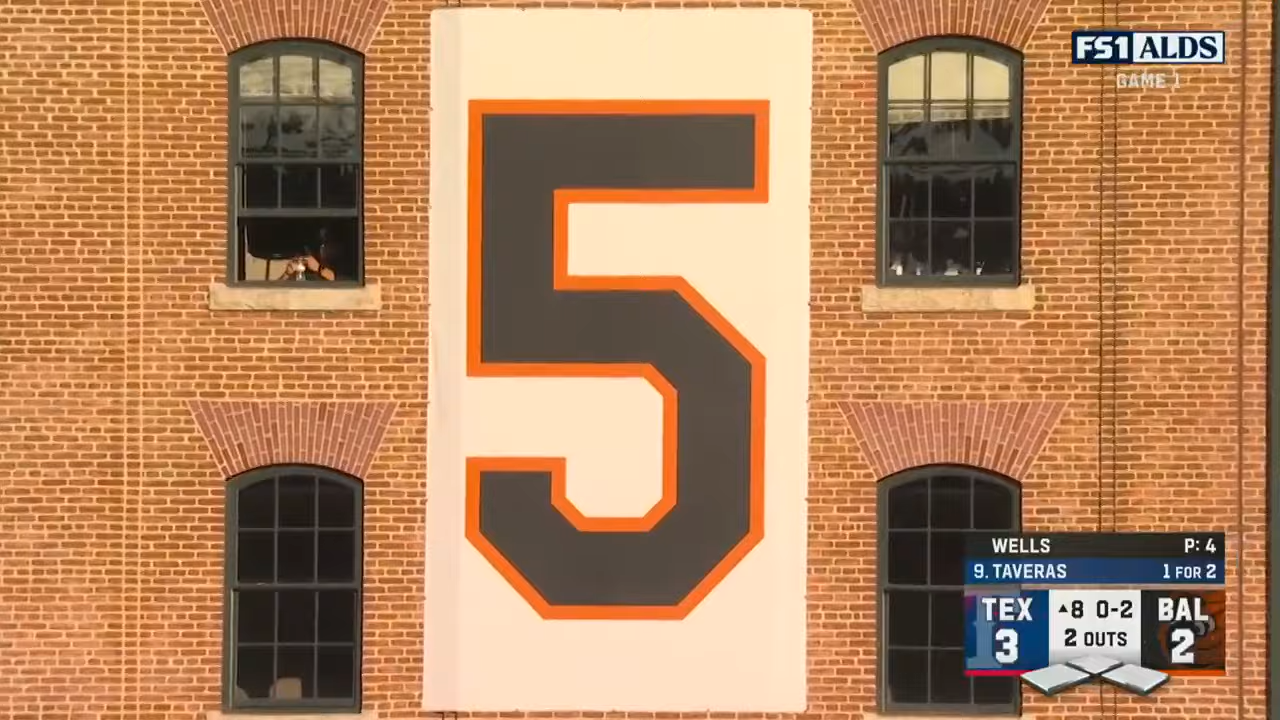 FS1 ALDS
GAME 1
5
WELLS P: 4
9. TAVERAS 1 FOR 2
TEX 3
▲8 0-2
2 OUTS
BAL 2